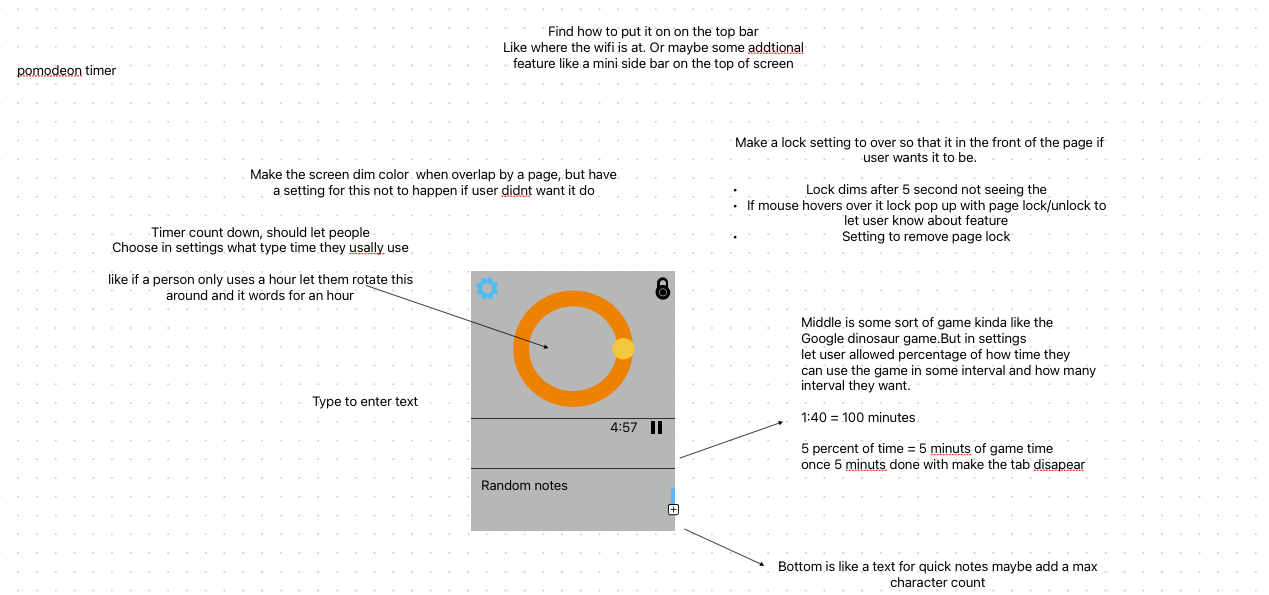 Find how to put it on on the top bar
Like where the wifi is at. Or maybe some addtional
feature like a mini side bar on the top of screen
pomodeon timer
Make a lock setting to over so that it in the front of the page if
user wants it to be.
• Lock dims after 5 second not seeing the
• If mouse hovers over it lock pop up with page lock/unlock to
let user know about feature
• Setting to remove page lock
Make the screen dim color when overlap by a page, but have
a setting for this not to happen if user didnt want it do
Timer count down, should let people
Choose in settings what type time they usally use
like if a person only uses a hour let them rotate this
around and it words for an hour
Middle is some sort of game kinda like the
Google dinosaur game.But in settings
let user allowed percentage of how time they
can use the game in some interval and how many
interval they want.
1:40 = 100 minutes
5 percent of time = 5 minuts of game time
once 5 minuts done with make the tab disapear
Type to enter text
4:57
Random notes
Bottom is like a text for quick notes maybe add a max
character count